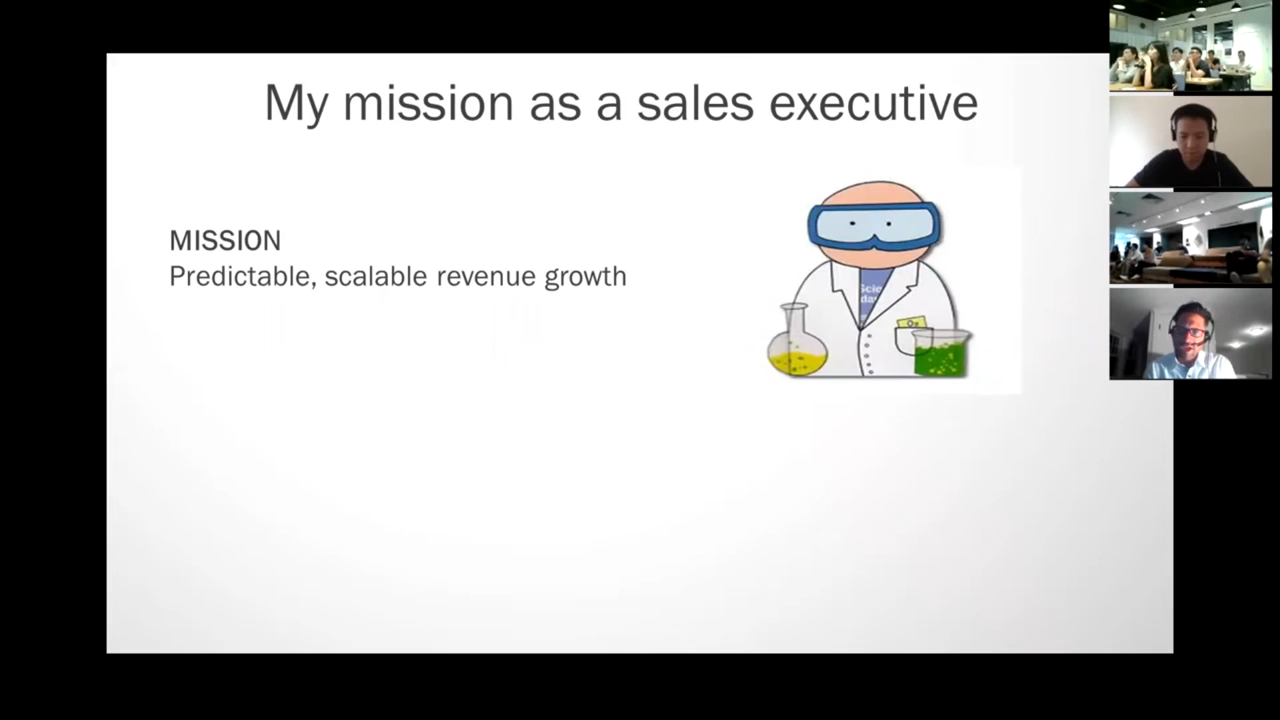 My mission as a sales executive
MISSION
Predictable, scalable revenue growth